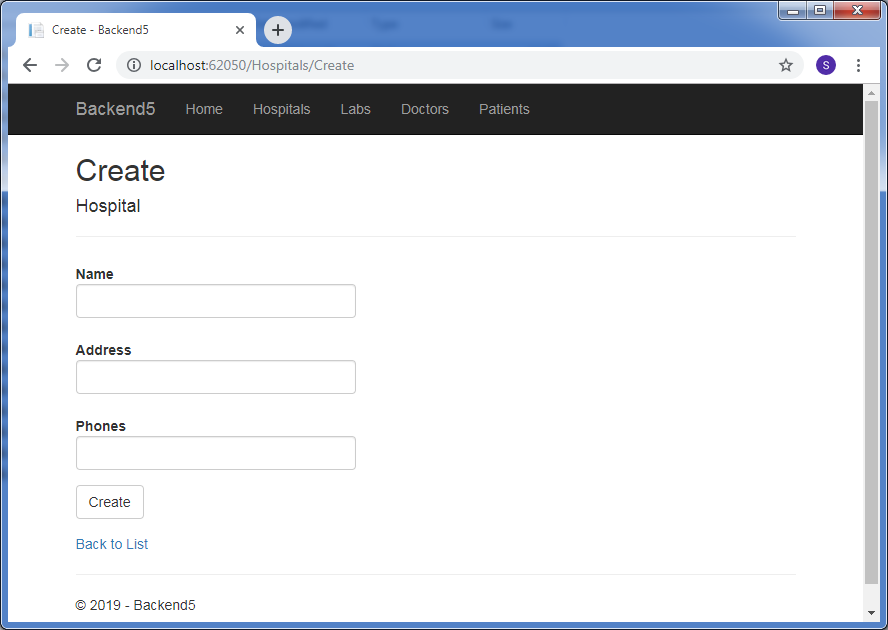 Create - Backend5
localhost:62050/Hospitals/Create
S
Backend5 Home Hospitals Labs Doctors Patients
Create
Hospital
Name
Address
Phones
Create
Back to List
© 2019 - Backend5